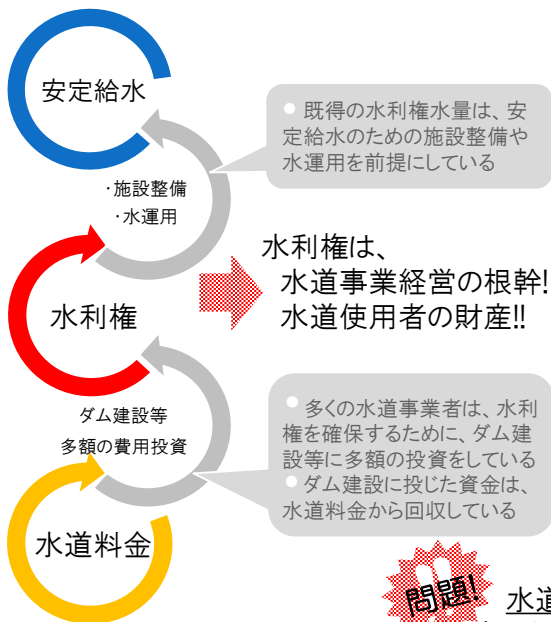 安定給水
● 既得の水利権水量は、安
定給水のための施設整備や
水運用を前提にしている
・施設整備
・水運用
水利権は、
水道事業経営の根幹!
水道使用者の財産!!
水利権
ダム建設等
多額の費用投資
● 多くの水道事業者は、水利
権を確保するために、ダム建
設等に多額の投資をしている
● ダム建設に投じた資金は、
水道料金から回収している
水道料金
問題!
水道